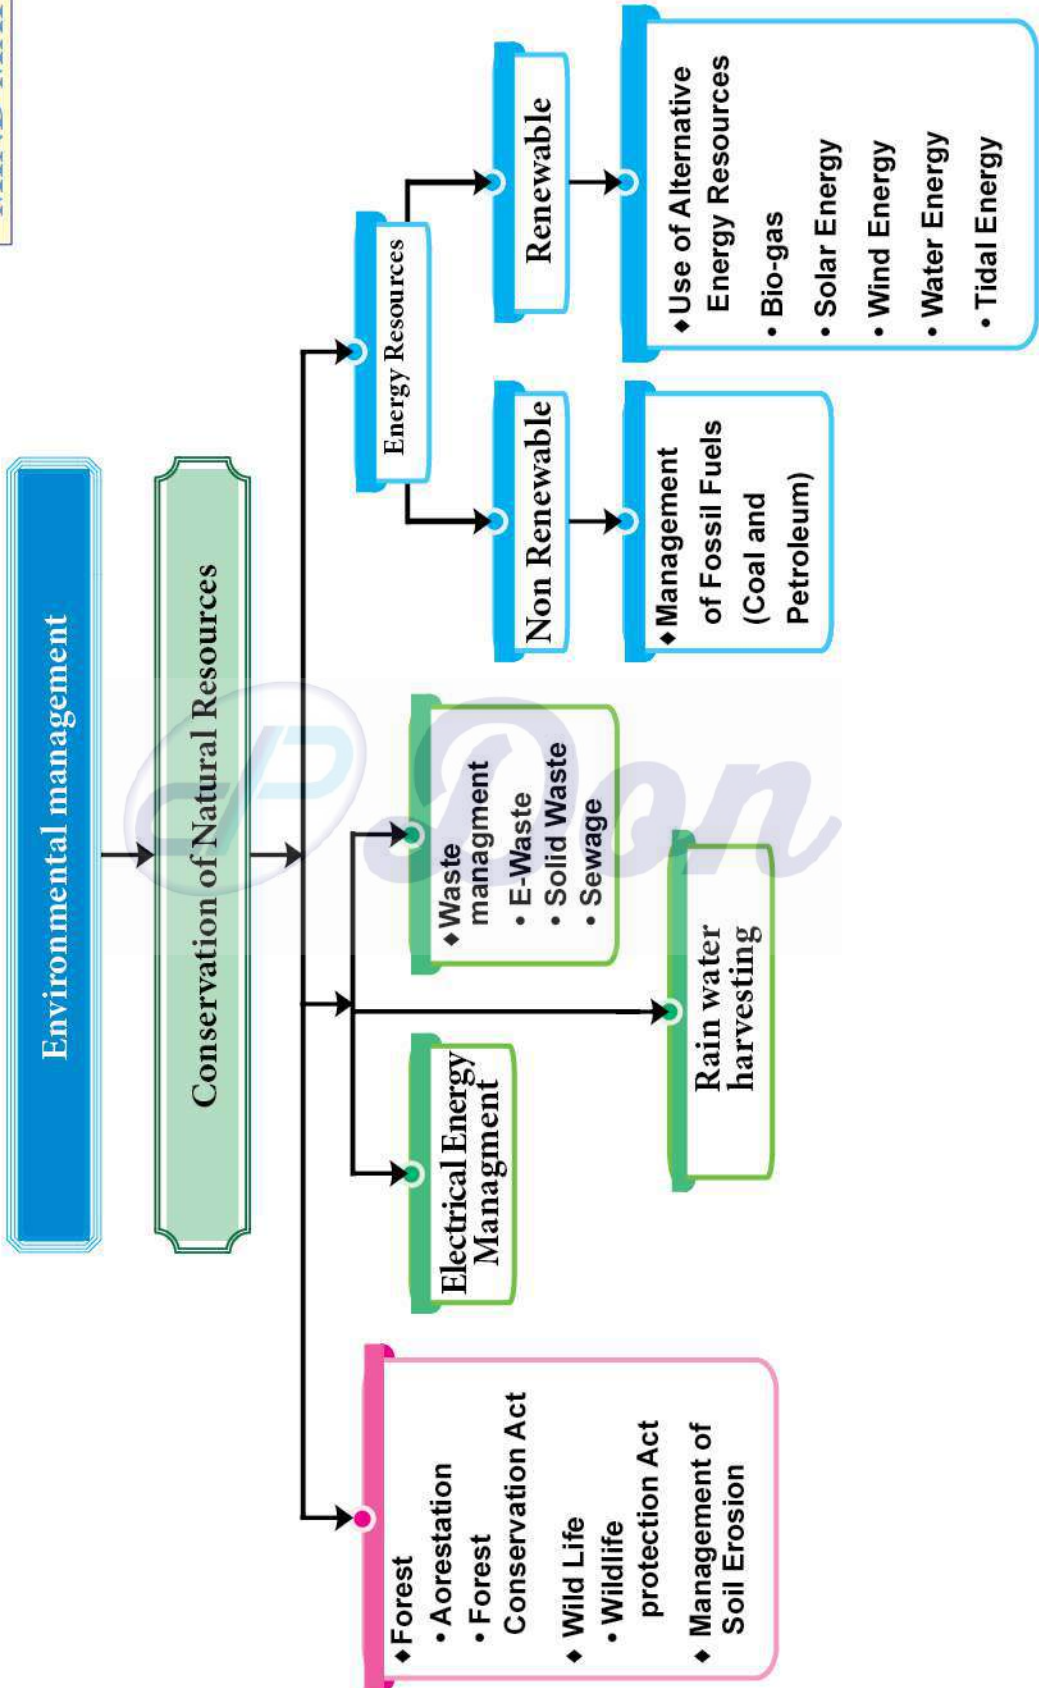 Environmental management
Conservation of Natural Resources
◆Forest
• Aorestation
• Forest
Conservation Act
◆ Wild Life
• Wildlife
protection Act
◆ Management of
Soil Erosion
Electrical Energy
Managment
◆Waste
managment
• E-Waste
• Solid Waste
• Sewage
Rain water
harvesting
Energy Resources
Non Renewable
◆Management
of Fossil Fuels
(Coal and
Petroleum)
Renewable
◆Use of Alternative
Energy Resources
• Bio-gas
• Solar Energy
• Wind Energy
• Water Energy
• Tidal Energy
Don